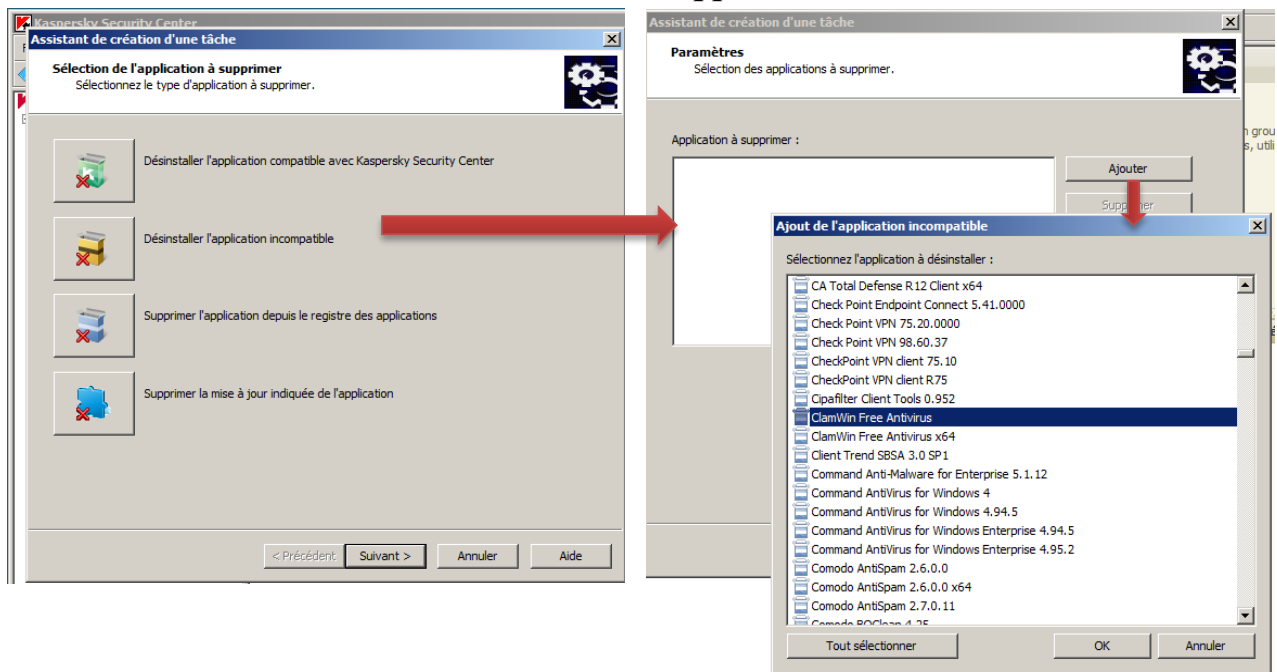 Kaspersky Security Center
Assistant de création d'une tâche
Sélection de l'application à supprimer
Sélectionnez le type d'application à supprimer.
Désinstaller l'application compatible avec Kaspersky Security Center
Désinstaller l'application incompatible
Supprimer l'application depuis le registre des applications
Supprimer la mise à jour indiquée de l'application
< Précédent
Suivant >
Annuler
Aide
Assistant de création d'une tâche
Paramètres
Sélection des applications à supprimer.
Application à supprimer :
Ajouter
Supprimer
Ajout de l'application incompatible
Sélectionnez l'application à désinstaller :
CA Total Defense R12 Client x64
Check Point Endpoint Connect 5.41.0000
Check Point VPN 75.20.0000
Check Point VPN 98.60.37
CheckPoint VPN client 75.10
CheckPoint VPN client R75
Cipafilter Client Tools 0.952
ClamWin Free Antivirus
ClamWin Free Antivirus x64
Client Trend SBSA 3.0 SP1
Command Anti-Malware for Enterprise 5.1.12
Command AntiVirus for Windows 4
Command AntiVirus for Windows 4.94.5
Command AntiVirus for Windows Enterprise 4.94.5
Command AntiVirus for Windows Enterprise 4.95.2
Comodo AntiSpam 2.6.0.0
Comodo AntiSpam 2.6.0.0 x64
Comodo AntiSpam 2.7.0.11
Comodo BOClean 4.25
Tout sélectionner
OK
Annuler